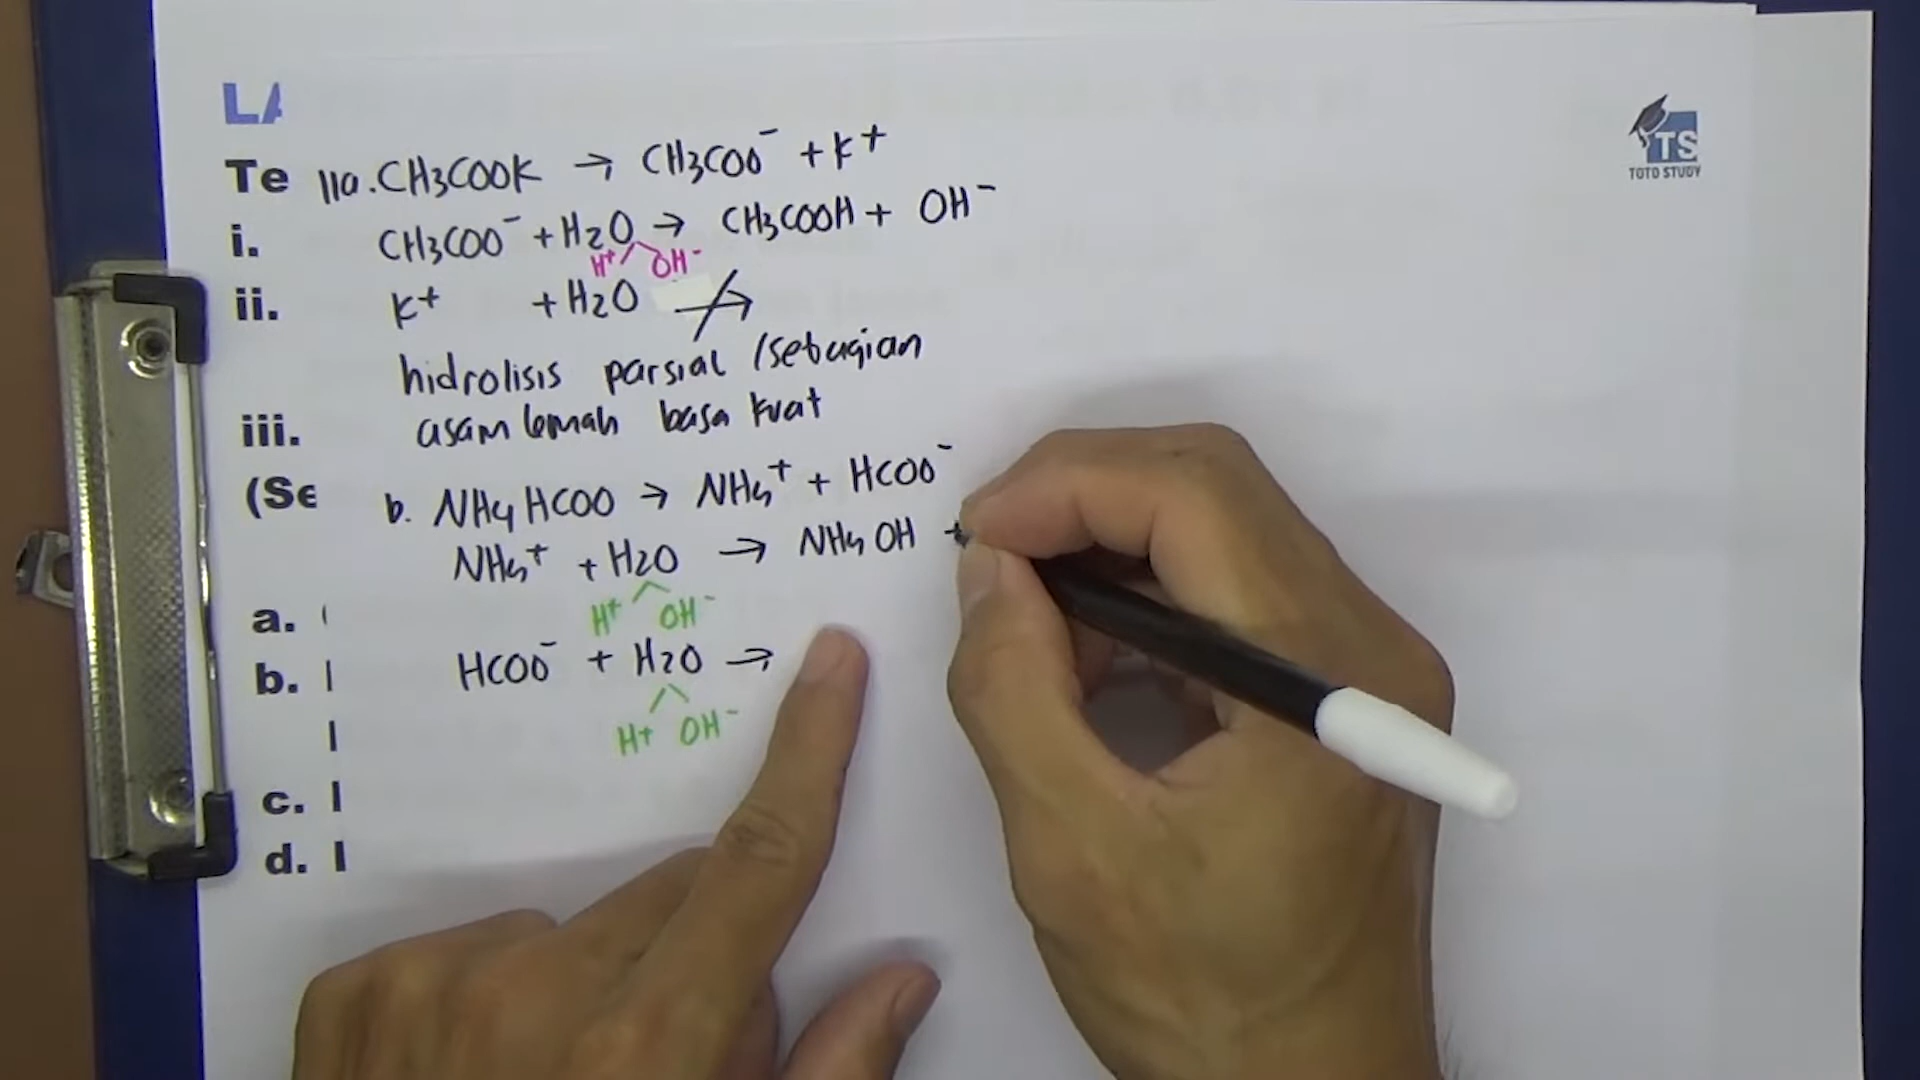 LA
TS
TOTO STUDY
Te 11a. CH3COOK → CH3COO⁻ + K⁺
i. CH3COO⁻ + H2O → CH3COOH + OH⁻
H⁺ OH⁻
ii. K⁺ + H2O ↛
hidrolisis parsial / sebagian
iii. asam lemah basa kuat
(Se b. NH4HCOO → NH4⁺ + HCOO⁻
NH4⁺ + H2O → NH4OH +
a. H⁺ OH⁻
b. HCOO⁻ + H2O →
H+ OH⁻
c.
d.